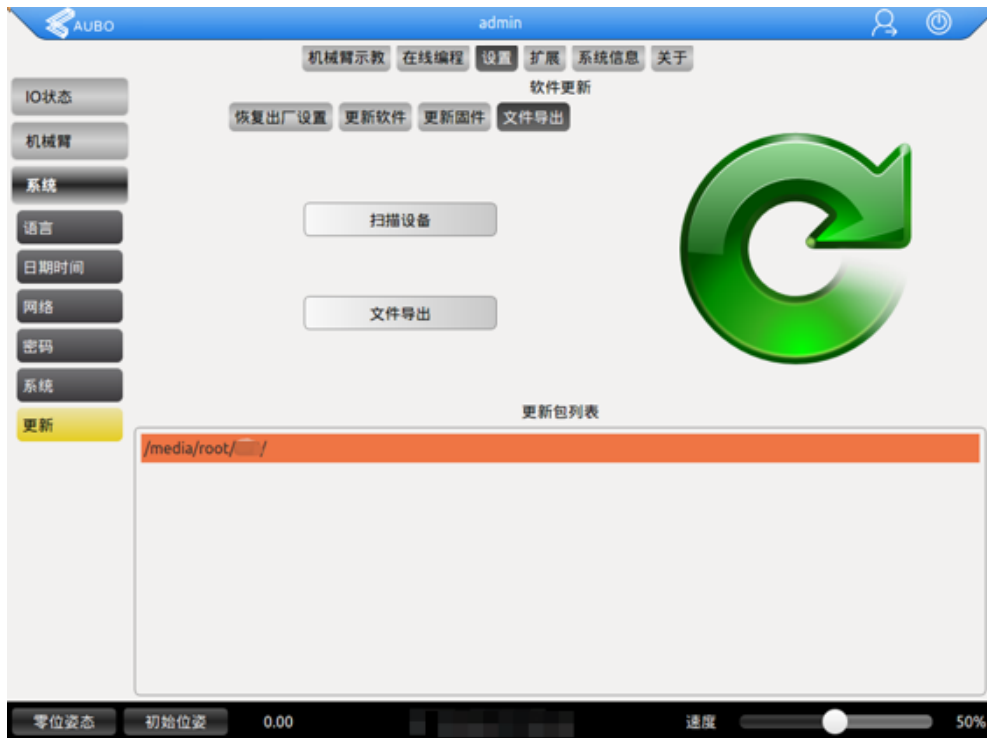 AUBO admin
机械臂示教 在线编程 设置 扩展 系统信息 关于
软件更新
恢复出厂设置 更新软件 更新固件 文件导出
IO状态
机械臂
系统
语言
日期时间
网络
密码
系统
更新
扫描设备
文件导出
更新包列表
/media/root/ /
零位姿态 初始位姿 0.00 速度 50%